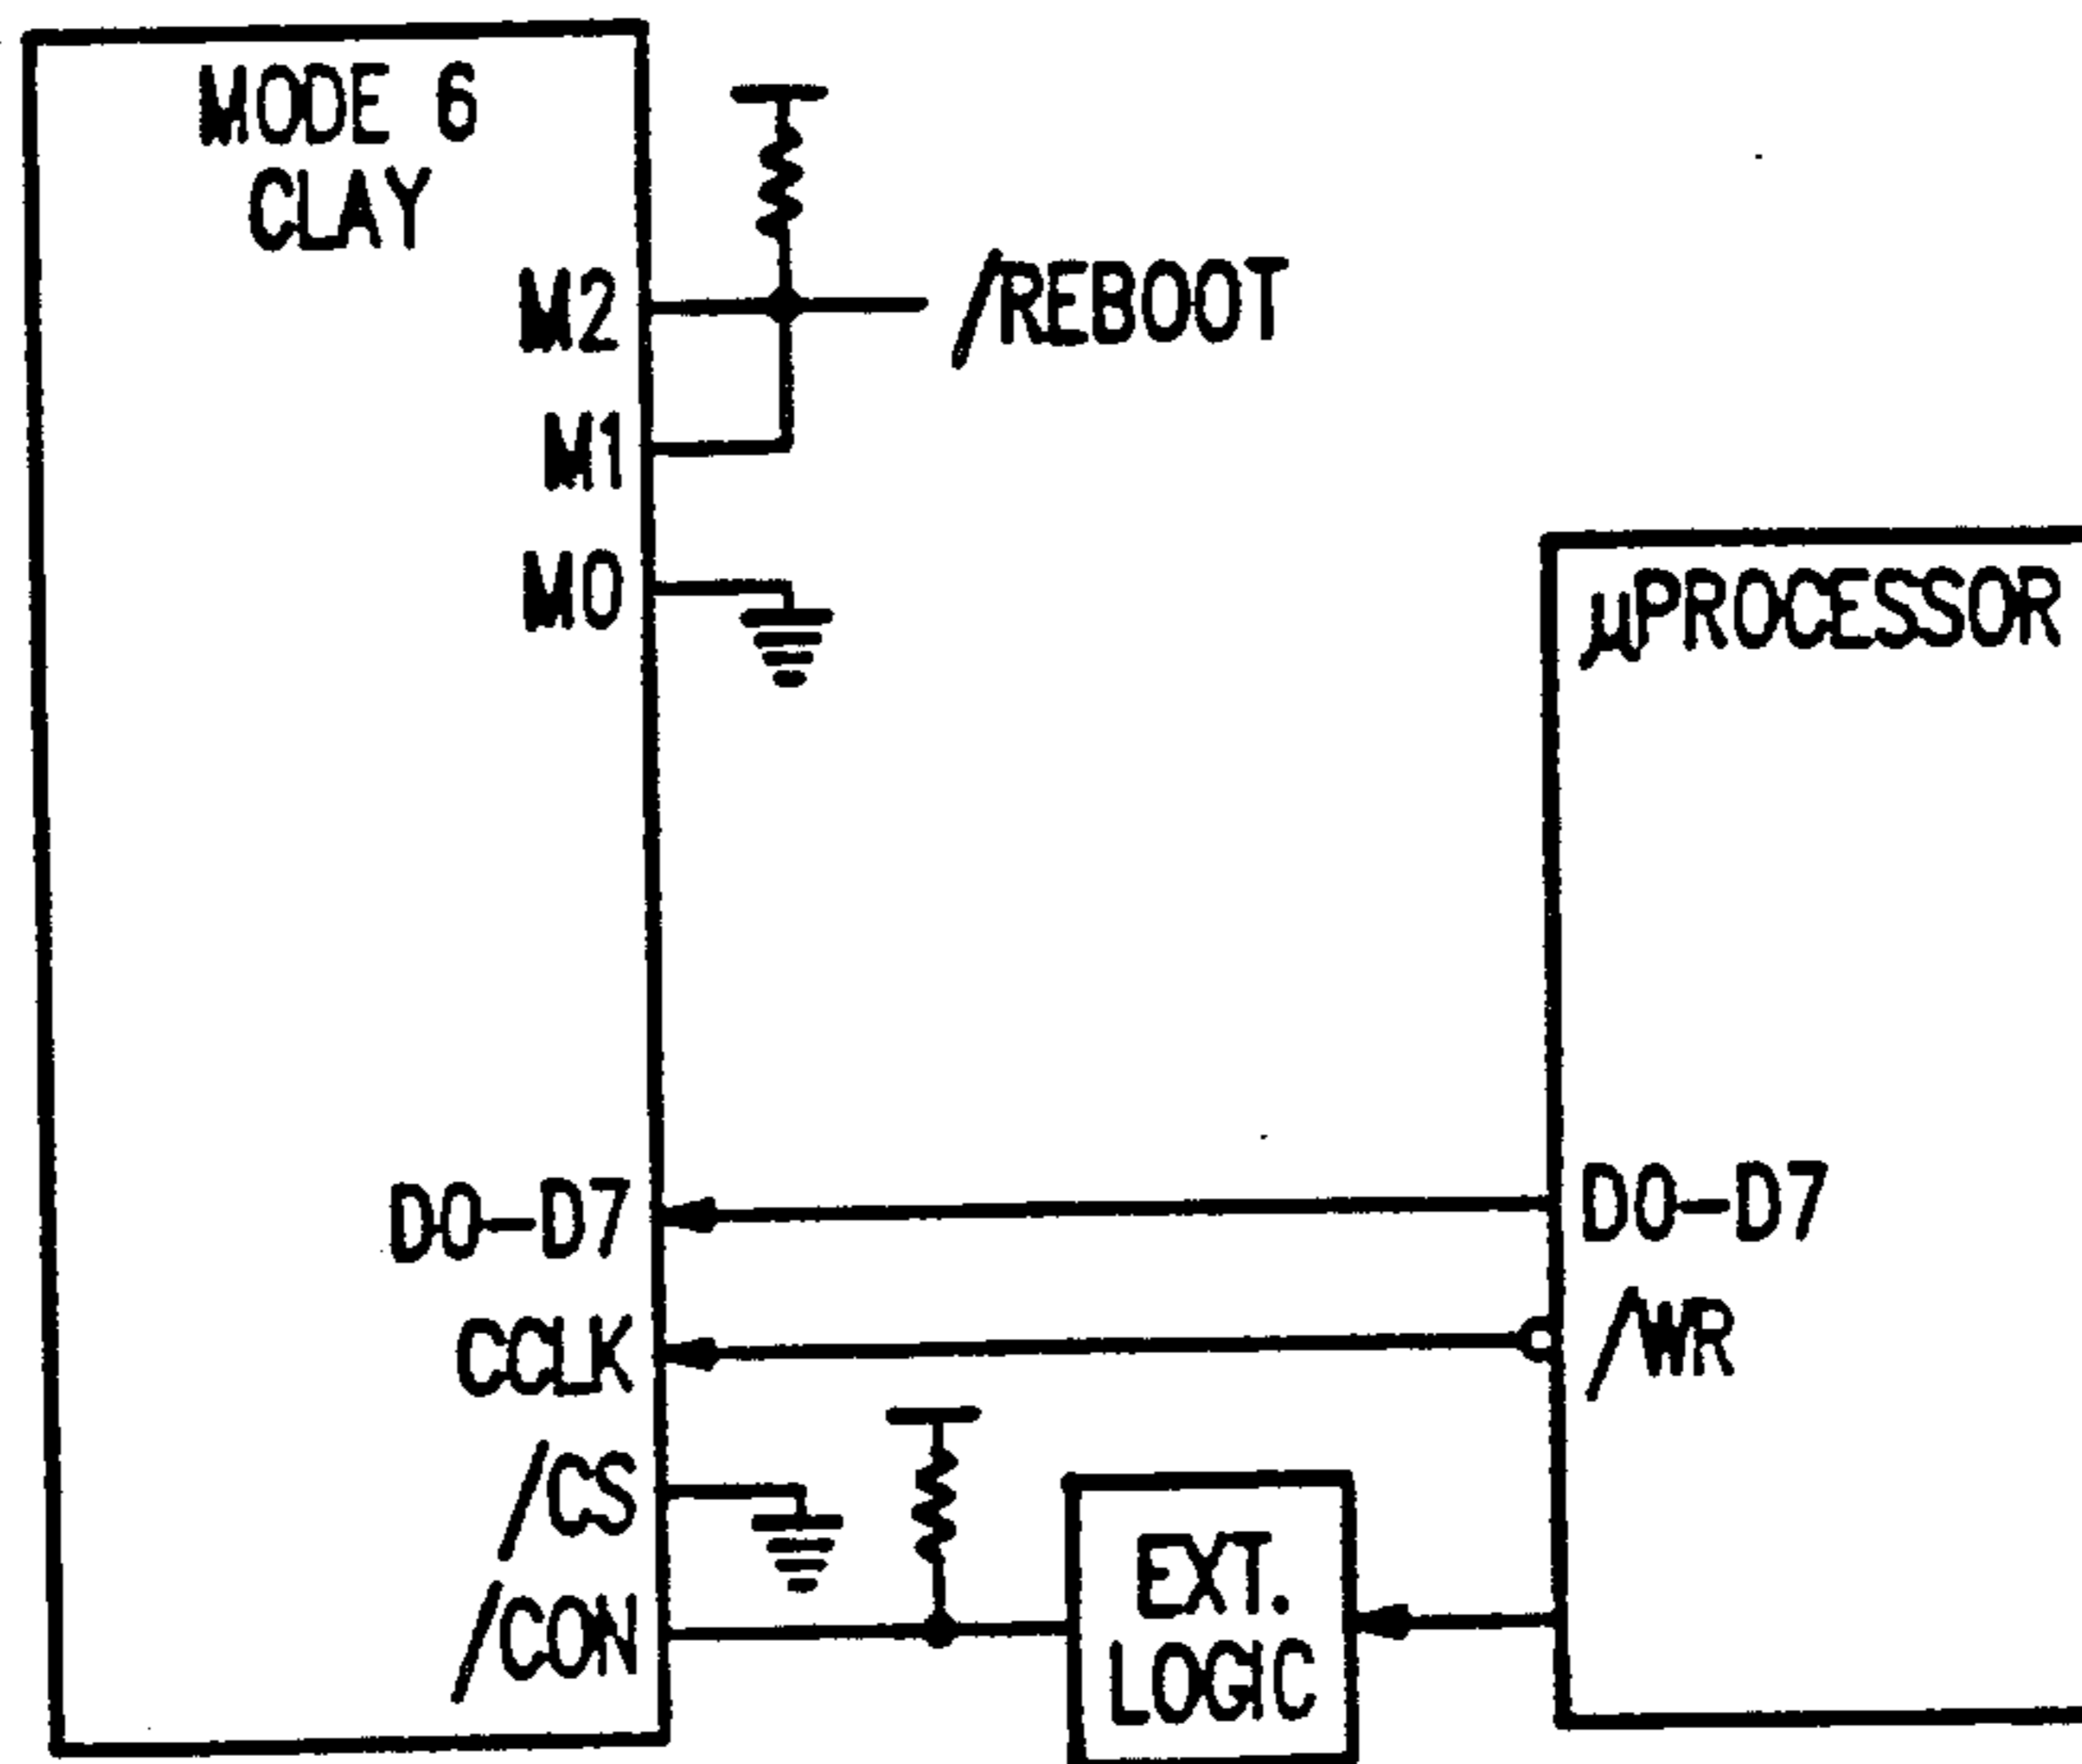 MODE 6
CLAY
M2
/REBOOT
M1
M0
µPROCESSOR
D0-D7
D0-D7
CCLK
/WR
/CS
/CON
EXT.
LOGIC